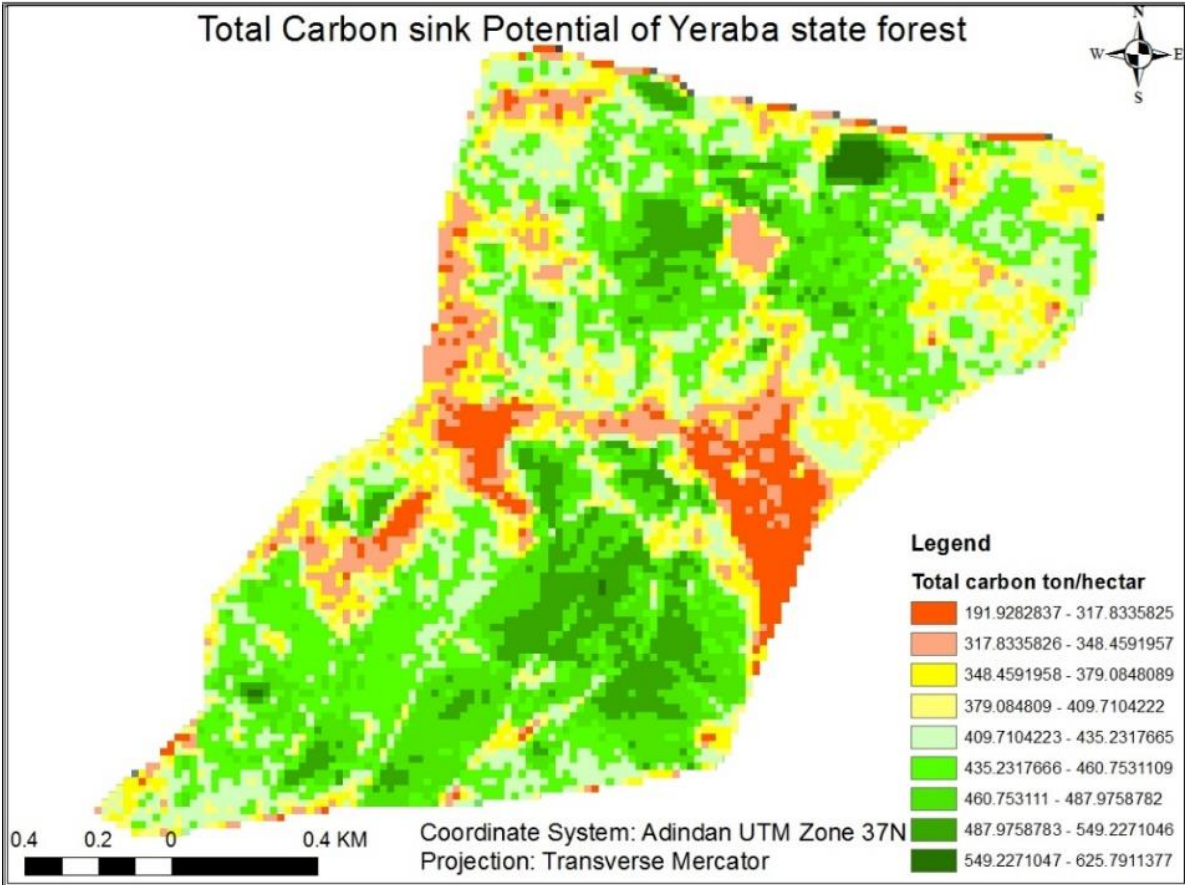 Total Carbon sink Potential of Yeraba state forest
N
W E
S
Legend
Total carbon ton/hectar
191.9282837 - 317.8335825
317.8335826 - 348.4591957
348.4591958 - 379.0848089
379.084809 - 409.7104222
409.7104223 - 435.2317665
435.2317666 - 460.7531109
460.753111 - 487.9758782
487.9758783 - 549.2271046
549.2271047 - 625.7911377
0.4 0.2 0 0.4 KM
Coordinate System: Adindan UTM Zone 37N
Projection: Transverse Mercator